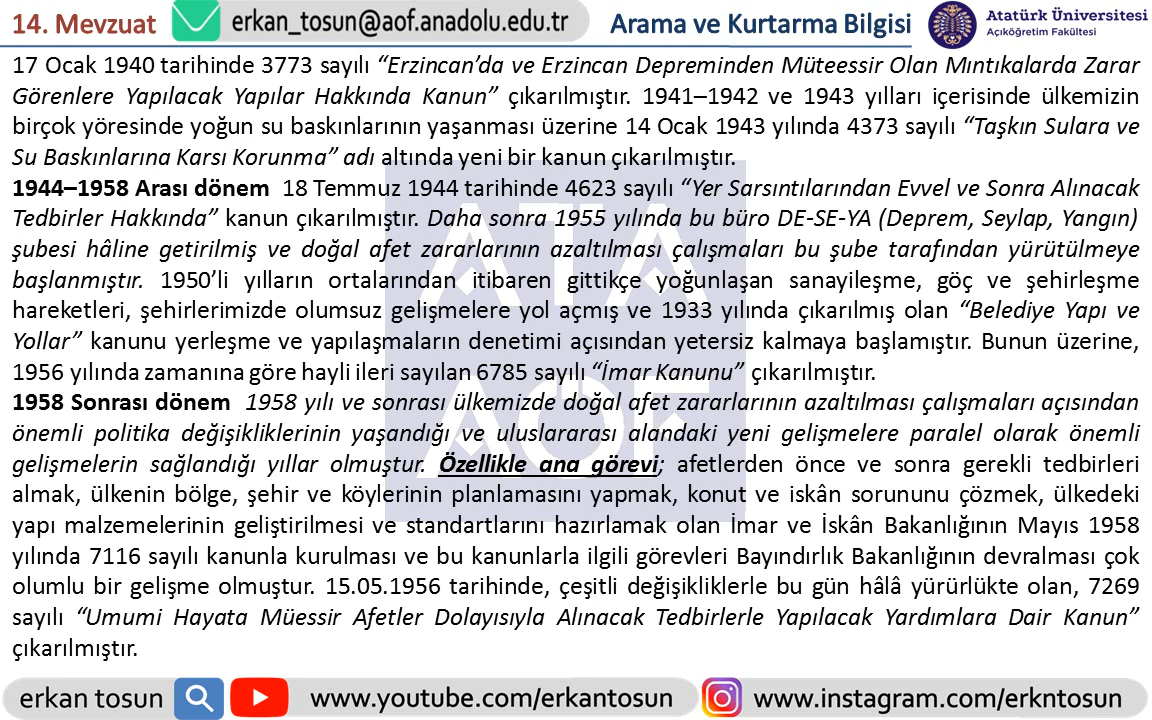 14. Mevzuat erkan_tosun@aof.anadolu.edu.tr Arama ve Kurtarma Bilgisi Atatürk Üniversitesi
Açıköğretim Fakültesi
17 Ocak 1940 tarihinde 3773 sayılı “Erzincan’da ve Erzincan Depreminden Müteessir Olan Mıntıkalarda Zarar
Görenlere Yapılacak Yapılar Hakkında Kanun” çıkarılmıştır. 1941–1942 ve 1943 yılları içerisinde ülkemizin
birçok yöresinde yoğun su baskınlarının yaşanması üzerine 14 Ocak 1943 yılında 4373 sayılı “Taşkın Sulara ve
Su Baskınlarına Karsı Korunma” adı altında yeni bir kanun çıkarılmıştır.
1944–1958 Arası dönem 18 Temmuz 1944 tarihinde 4623 sayılı “Yer Sarsıntılarından Evvel ve Sonra Alınacak
Tedbirler Hakkında” kanun çıkarılmıştır. Daha sonra 1955 yılında bu büro DE-SE-YA (Deprem, Seylap, Yangın)
şubesi hâline getirilmiş ve doğal afet zararlarının azaltılması çalışmaları bu şube tarafından yürütülmeye
başlanmıştır. 1950’li yılların ortalarından itibaren gittikçe yoğunlaşan sanayileşme, göç ve şehirleşme
hareketleri, şehirlerimizde olumsuz gelişmelere yol açmış ve 1933 yılında çıkarılmış olan “Belediye Yapı ve
Yollar” kanunu yerleşme ve yapılaşmaların denetimi açısından yetersiz kalmaya başlamıştır. Bunun üzerine,
1956 yılında zamanına göre hayli ileri sayılan 6785 sayılı “İmar Kanunu” çıkarılmıştır.
1958 Sonrası dönem 1958 yılı ve sonrası ülkemizde doğal afet zararlarının azaltılması çalışmaları açısından
önemli politika değişikliklerinin yaşandığı ve uluslararası alandaki yeni gelişmelere paralel olarak önemli
gelişmelerin sağlandığı yıllar olmuştur. Özellikle ana görevi; afetlerden önce ve sonra gerekli tedbirleri
almak, ülkenin bölge, şehir ve köylerinin planlamasını yapmak, konut ve iskân sorununu çözmek, ülkedeki
yapı malzemelerinin geliştirilmesi ve standartlarını hazırlamak olan İmar ve İskân Bakanlığının Mayıs 1958
yılında 7116 sayılı kanunla kurulması ve bu kanunlarla ilgili görevleri Bayındırlık Bakanlığının devralması çok
olumlu bir gelişme olmuştur. 15.05.1956 tarihinde, çeşitli değişikliklerle bu gün hâlâ yürürlükte olan, 7269
sayılı “Umumi Hayata Müessir Afetler Dolayısıyla Alınacak Tedbirlerle Yapılacak Yardımlara Dair Kanun”
çıkarılmıştır.
ATA
AÖF
erkan tosun www.youtube.com/erkantosun www.instagram.com/erkntosun